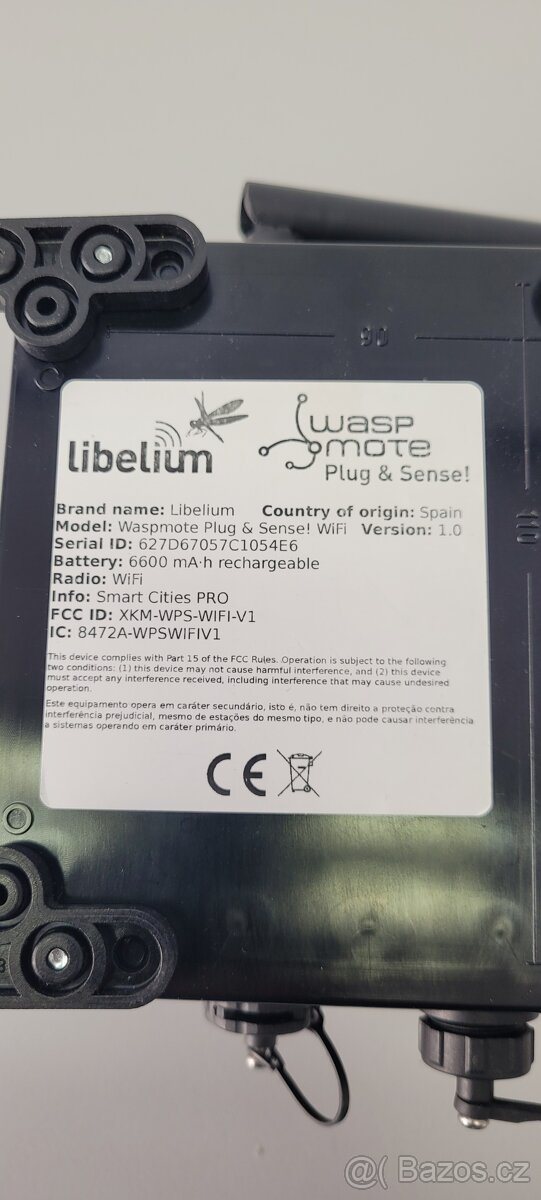 90
110
libelium
wasp
mote
Plug & Sense!
Brand name: Libelium Country of origin: Spain
Model: Waspmote Plug & Sense! WiFi Version: 1.0
Serial ID: 627D67057C1054E6
Battery: 6600 mA·h rechargeable
Radio: WiFi
Info: Smart Cities PRO
FCC ID: XKM-WPS-WIFI-V1
IC: 8472A-WPSWIFIV1
This device complies with Part 15 of the FCC Rules. Operation is subject to the following
two conditions: (1) this device may not cause harmful interference, and (2) this device
must accept any interference received, including interference that may cause undesired
operation.
Este equipamento opera em caráter secundário, isto é, não tem direito a proteção contra
interferência prejudicial, mesmo de estações do mesmo tipo, e não pode causar interferência
a sistemas operando em caráter primário.
CE
Bazos.cz